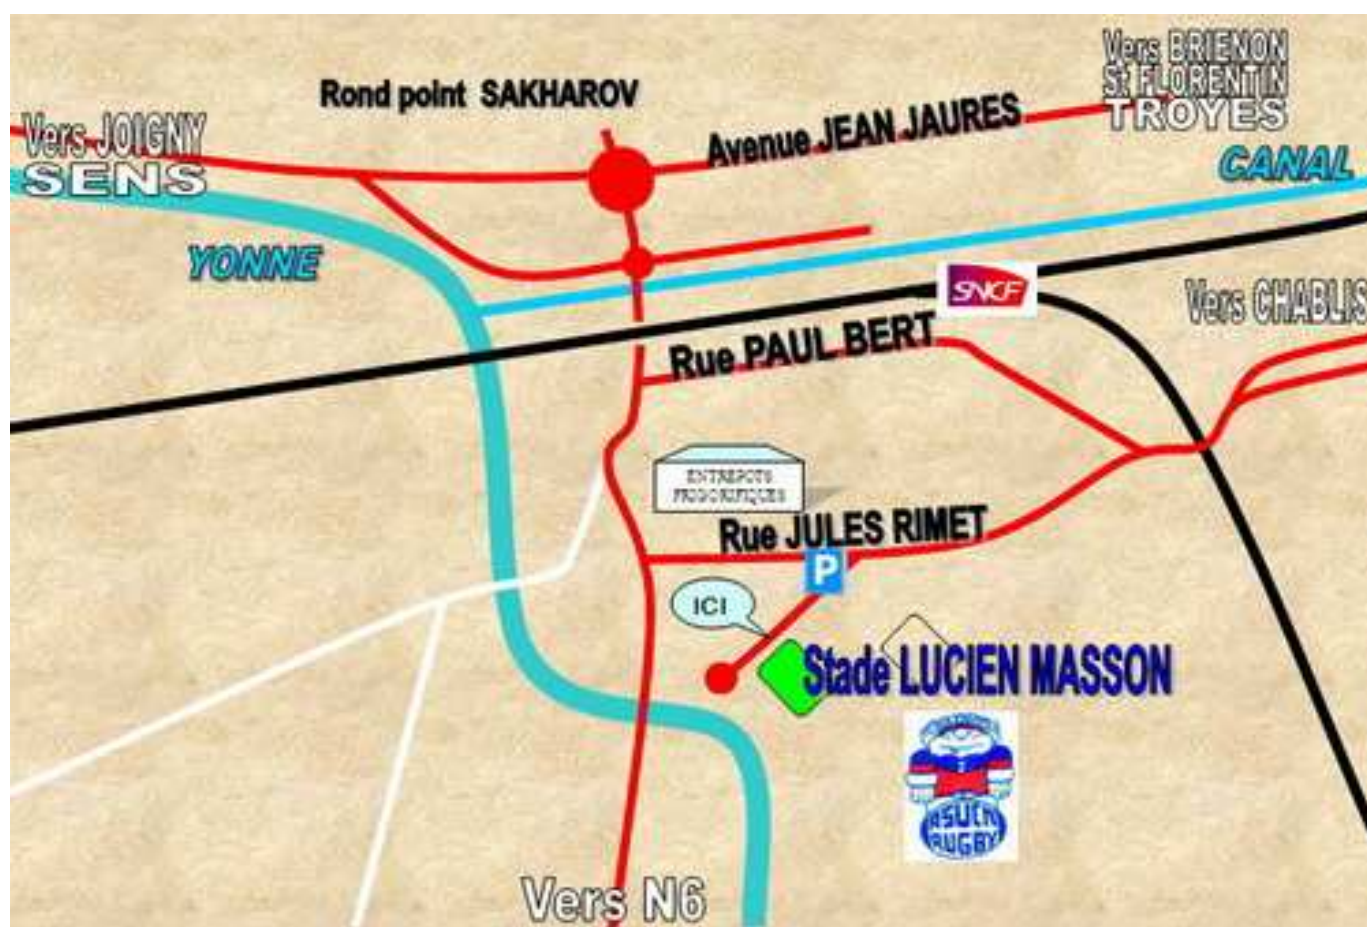 Vers BRIENON
St FLORENTIN
TROYES
Rond point SAKHAROV
Avenue JEAN JAURES
Vers JOIGNY
SENS
CANAL
YONNE
SNCF
Vers CHABLIS
Rue PAUL BERT
ENTREPOTS
FRIGORIFIQUES
Rue JULES RIMET
P
ICI
Stade LUCIEN MASSON
RUGBY
Vers N6